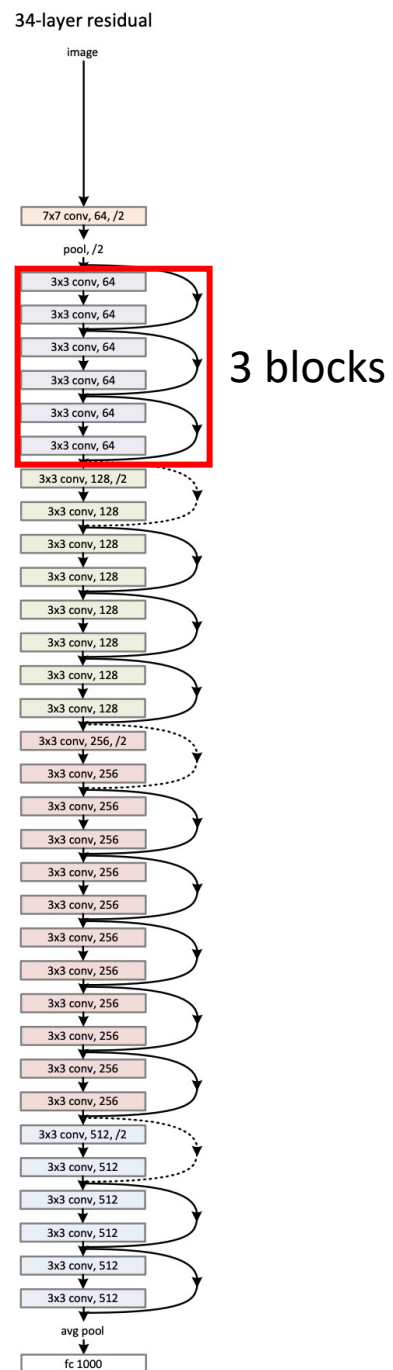 34-layer residual
image
7x7 conv, 64, /2
pool, /2
3x3 conv, 64
3x3 conv, 64
3x3 conv, 64
3 blocks
3x3 conv, 64
3x3 conv, 64
3x3 conv, 64
3x3 conv, 128, /2
3x3 conv, 128
3x3 conv, 128
3x3 conv, 128
3x3 conv, 128
3x3 conv, 128
3x3 conv, 128
3x3 conv, 128
3x3 conv, 256, /2
3x3 conv, 256
3x3 conv, 256
3x3 conv, 256
3x3 conv, 256
3x3 conv, 256
3x3 conv, 256
3x3 conv, 256
3x3 conv, 256
3x3 conv, 256
3x3 conv, 256
3x3 conv, 256
3x3 conv, 512, /2
3x3 conv, 512
3x3 conv, 512
3x3 conv, 512
3x3 conv, 512
3x3 conv, 512
avg pool
fc 1000